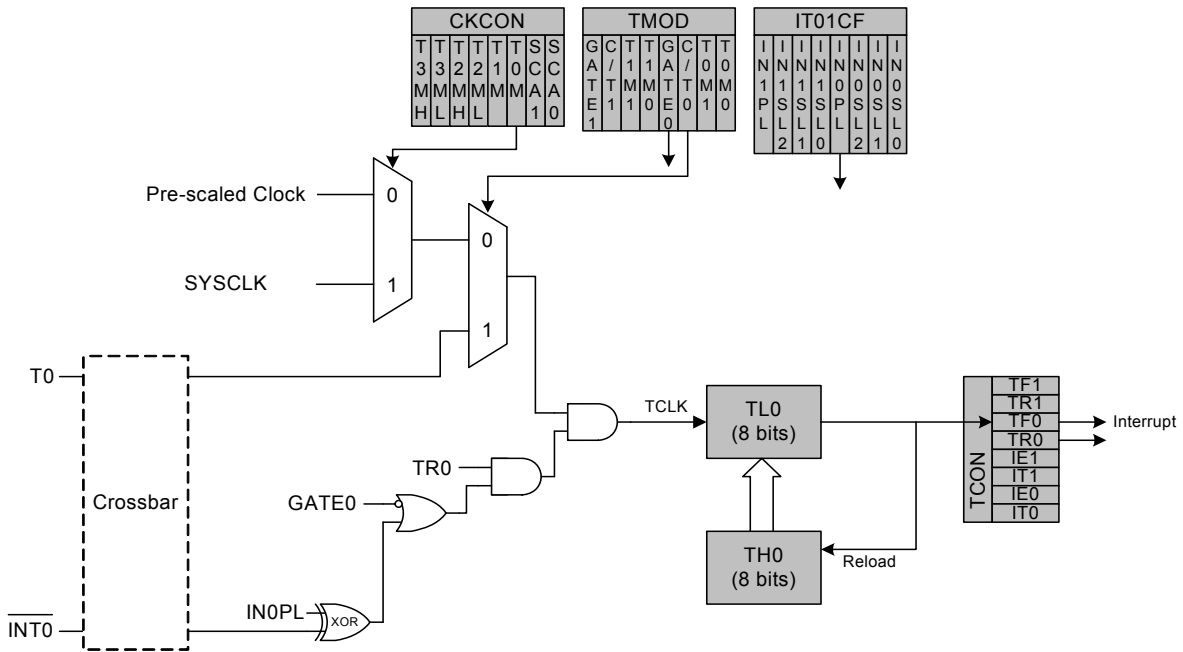 CKCON
T3MH
T3ML
T2MH
T2ML
T1M
T0M
SCA1
SCA0
TMOD
GATE1
C/T1
T1M1
T1M0
GATE0
C/T0
T0M1
T0M0
IT01CF
IN1PL
IN1SL2
IN1SL1
IN1SL0
IN0PL
IN0SL2
IN0SL1
IN0SL0
Pre-scaled Clock
0
SYSCLK
1
0
1
T0
Crossbar
INT0
GATE0
TR0
IN0PL
XOR
TCLK
TL0
(8 bits)
TH0
(8 bits)
Reload
TCON
TF1
TR1
TF0
TR0
IE1
IT1
IE0
IT0
Interrupt